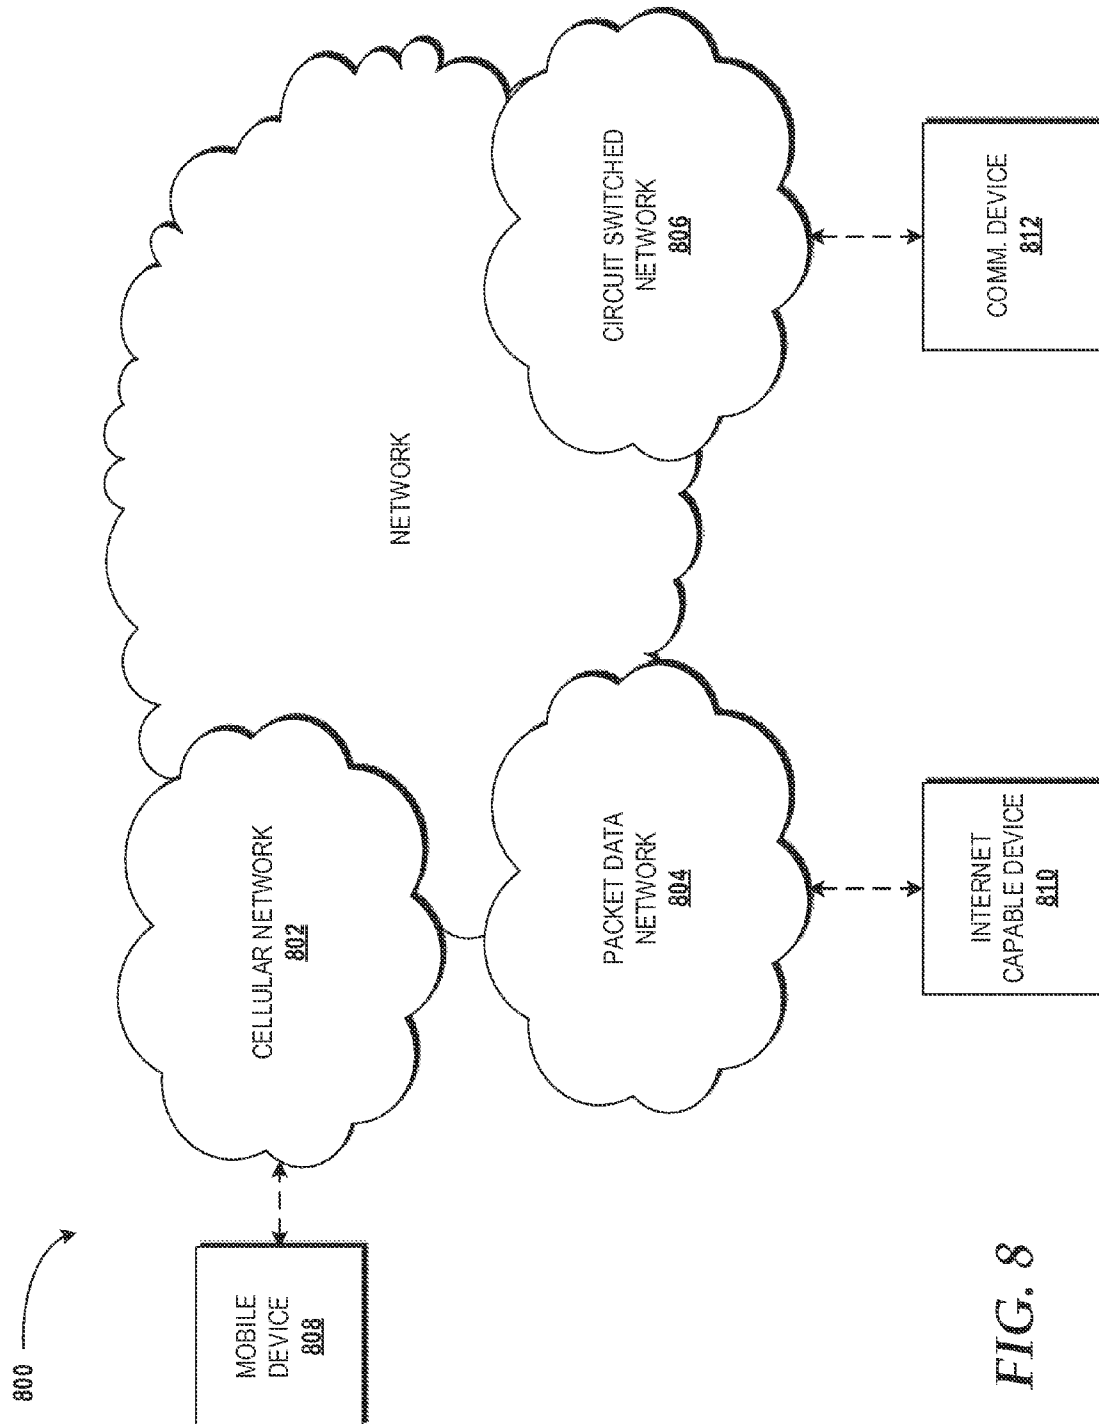 800
MOBILE
DEVICE
808
CELLULAR NETWORK
802
NETWORK
PACKET DATA
NETWORK
804
CIRCUIT SWITCHED
NETWORK
806
INTERNET
CAPABLE DEVICE
810
COMM. DEVICE
812
FIG. 8